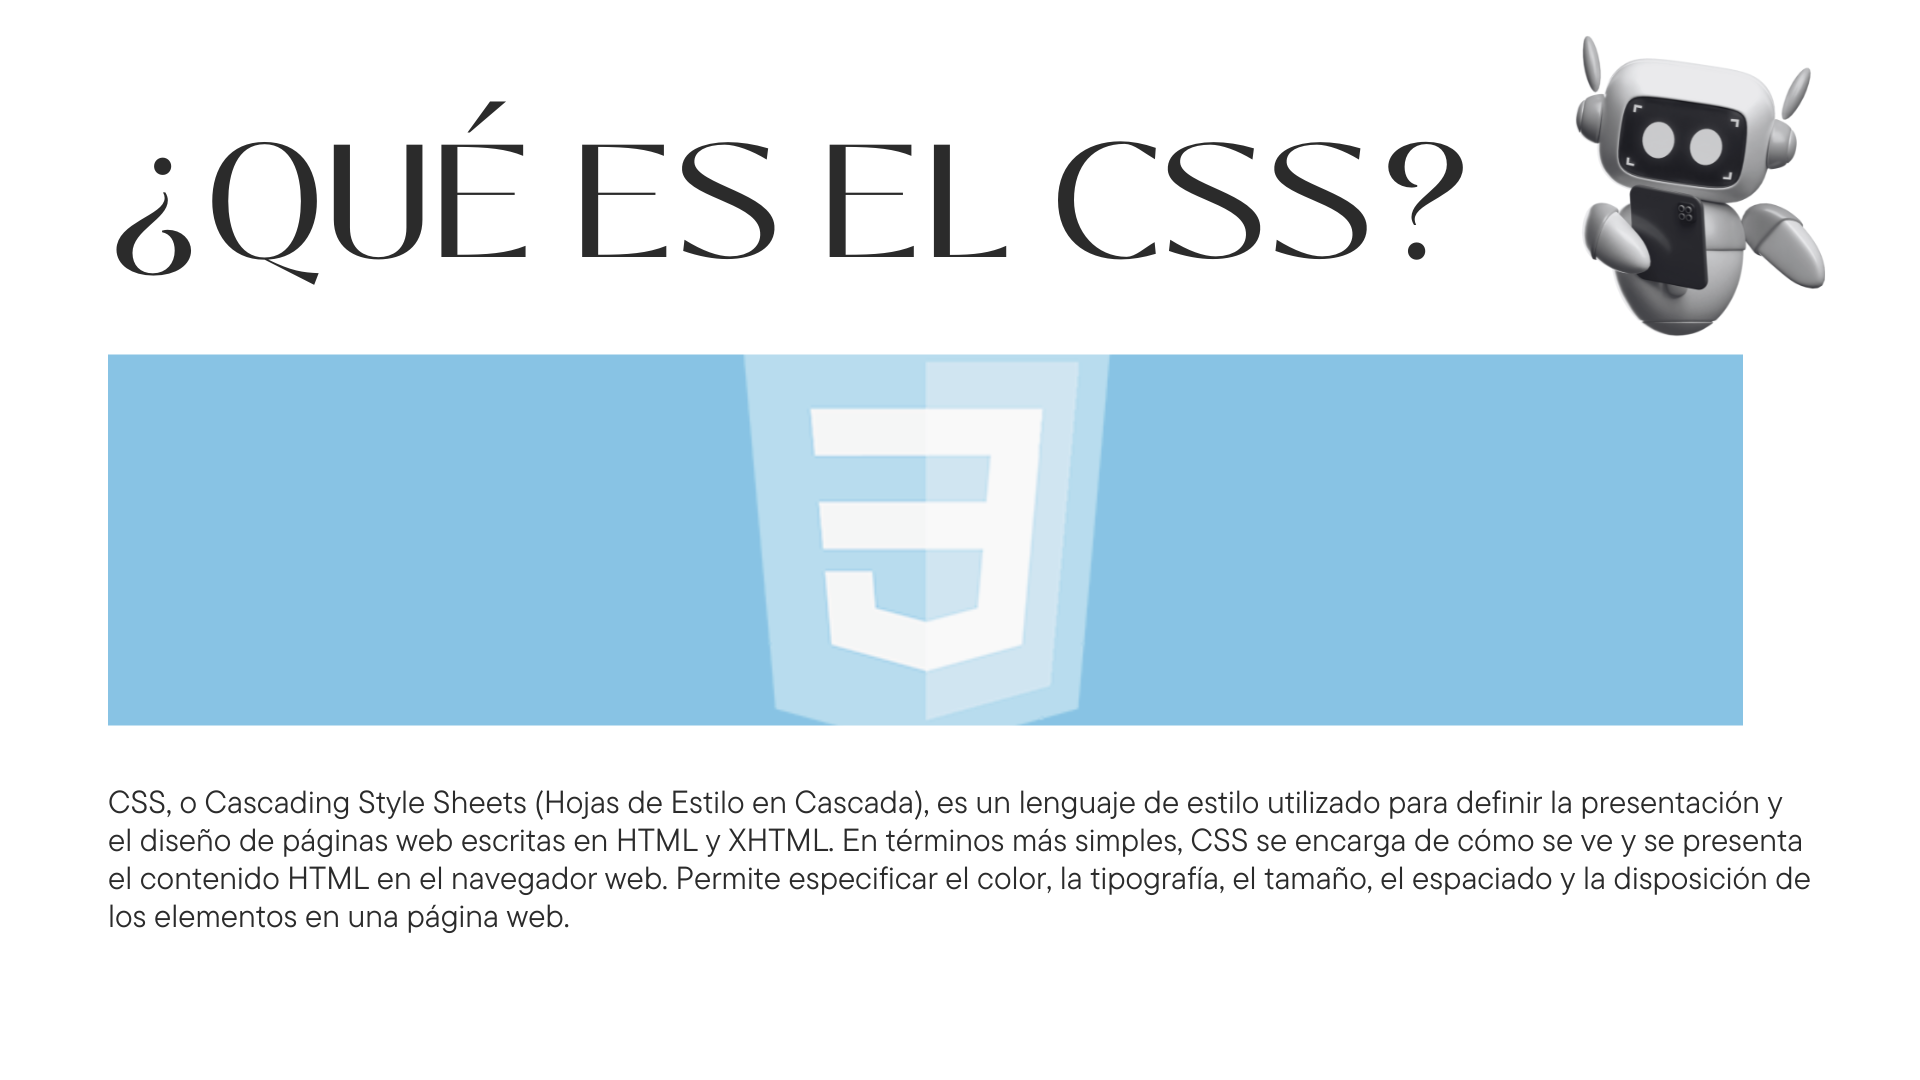 ¿QUÉ ES EL CSS?
3
CSS, o Cascading Style Sheets (Hojas de Estilo en Cascada), es un lenguaje de estilo utilizado para definir la presentación y
el diseño de páginas web escritas en HTML y XHTML. En términos más simples, CSS se encarga de cómo se ve y se presenta
el contenido HTML en el navegador web. Permite especificar el color, la tipografía, el tamaño, el espaciado y la disposición de
los elementos en una página web.